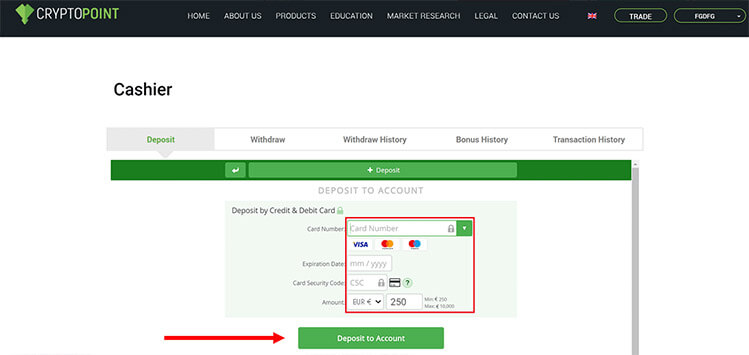 CRYPTOPOINT HOME ABOUT US PRODUCTS EDUCATION MARKET RESEARCH LEGAL CONTACT US TRADE FGDFG
Cashier
Deposit Withdraw Withdraw History Bonus History Transaction History
+ Deposit
DEPOSIT TO ACCOUNT
Deposit by Credit & Debit Card
Card Number: Card Number
VISA
Expiration Date: mm / yyyy
Card Security Code: CSC ?
Amount: EUR € 250 Min: € 250
Max: € 10,000
Deposit to Account